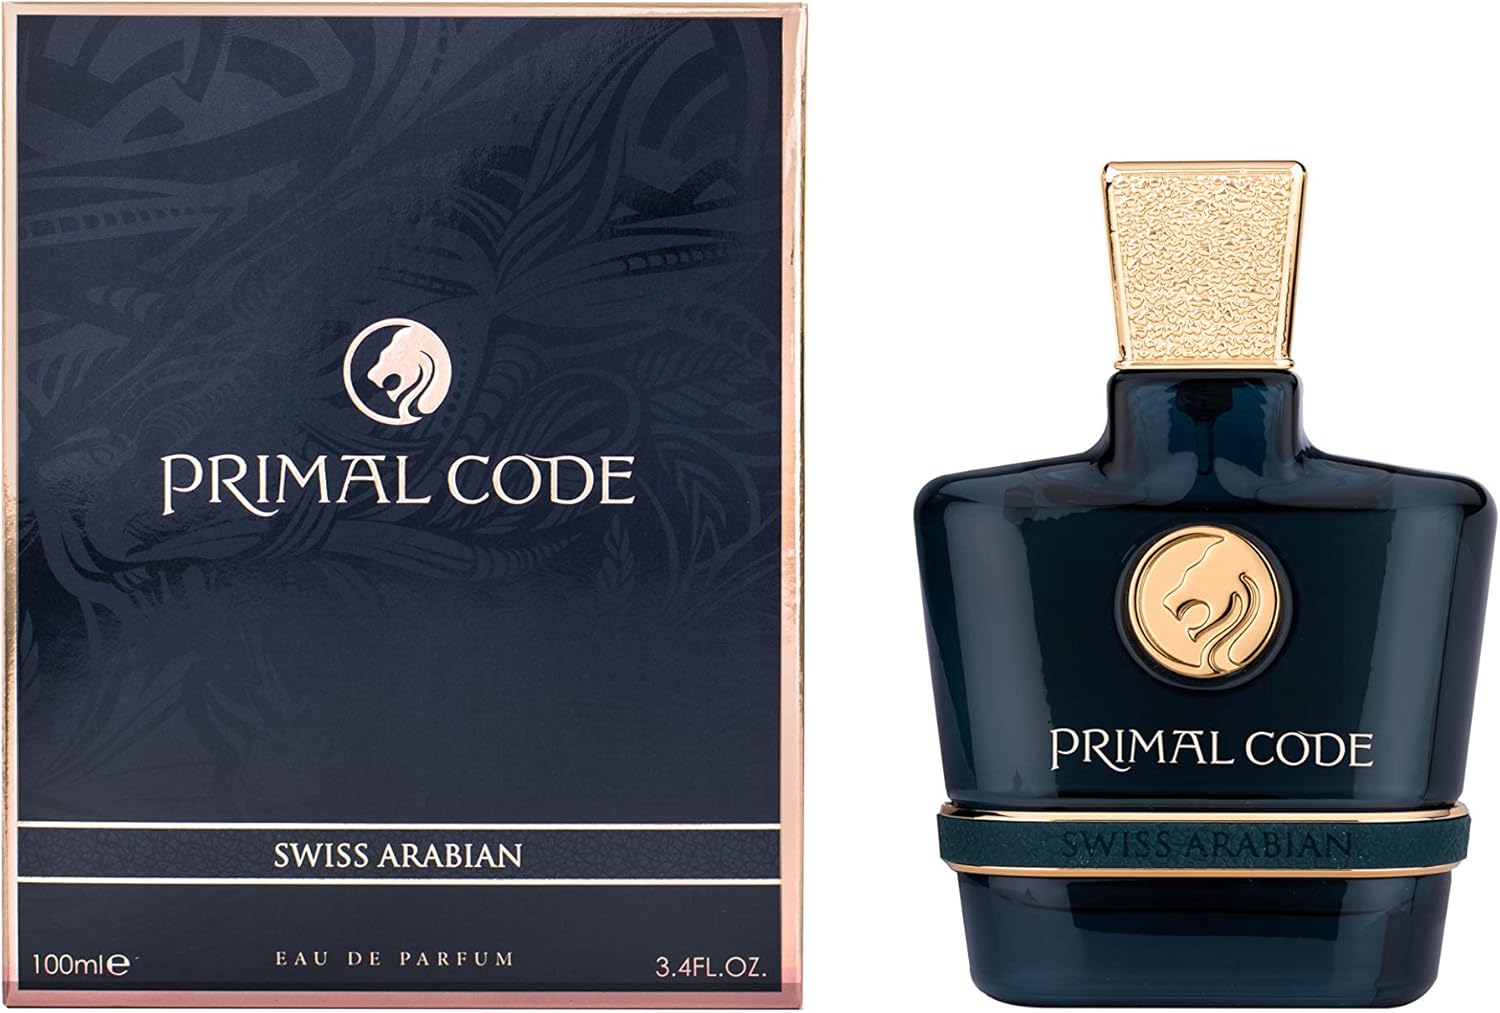 PRIMAL CODE
SWISS ARABIAN
100ml e
EAU DE PARFUM
3.4FL.OZ.
PRIMAL CODE
SWISS ARABIAN